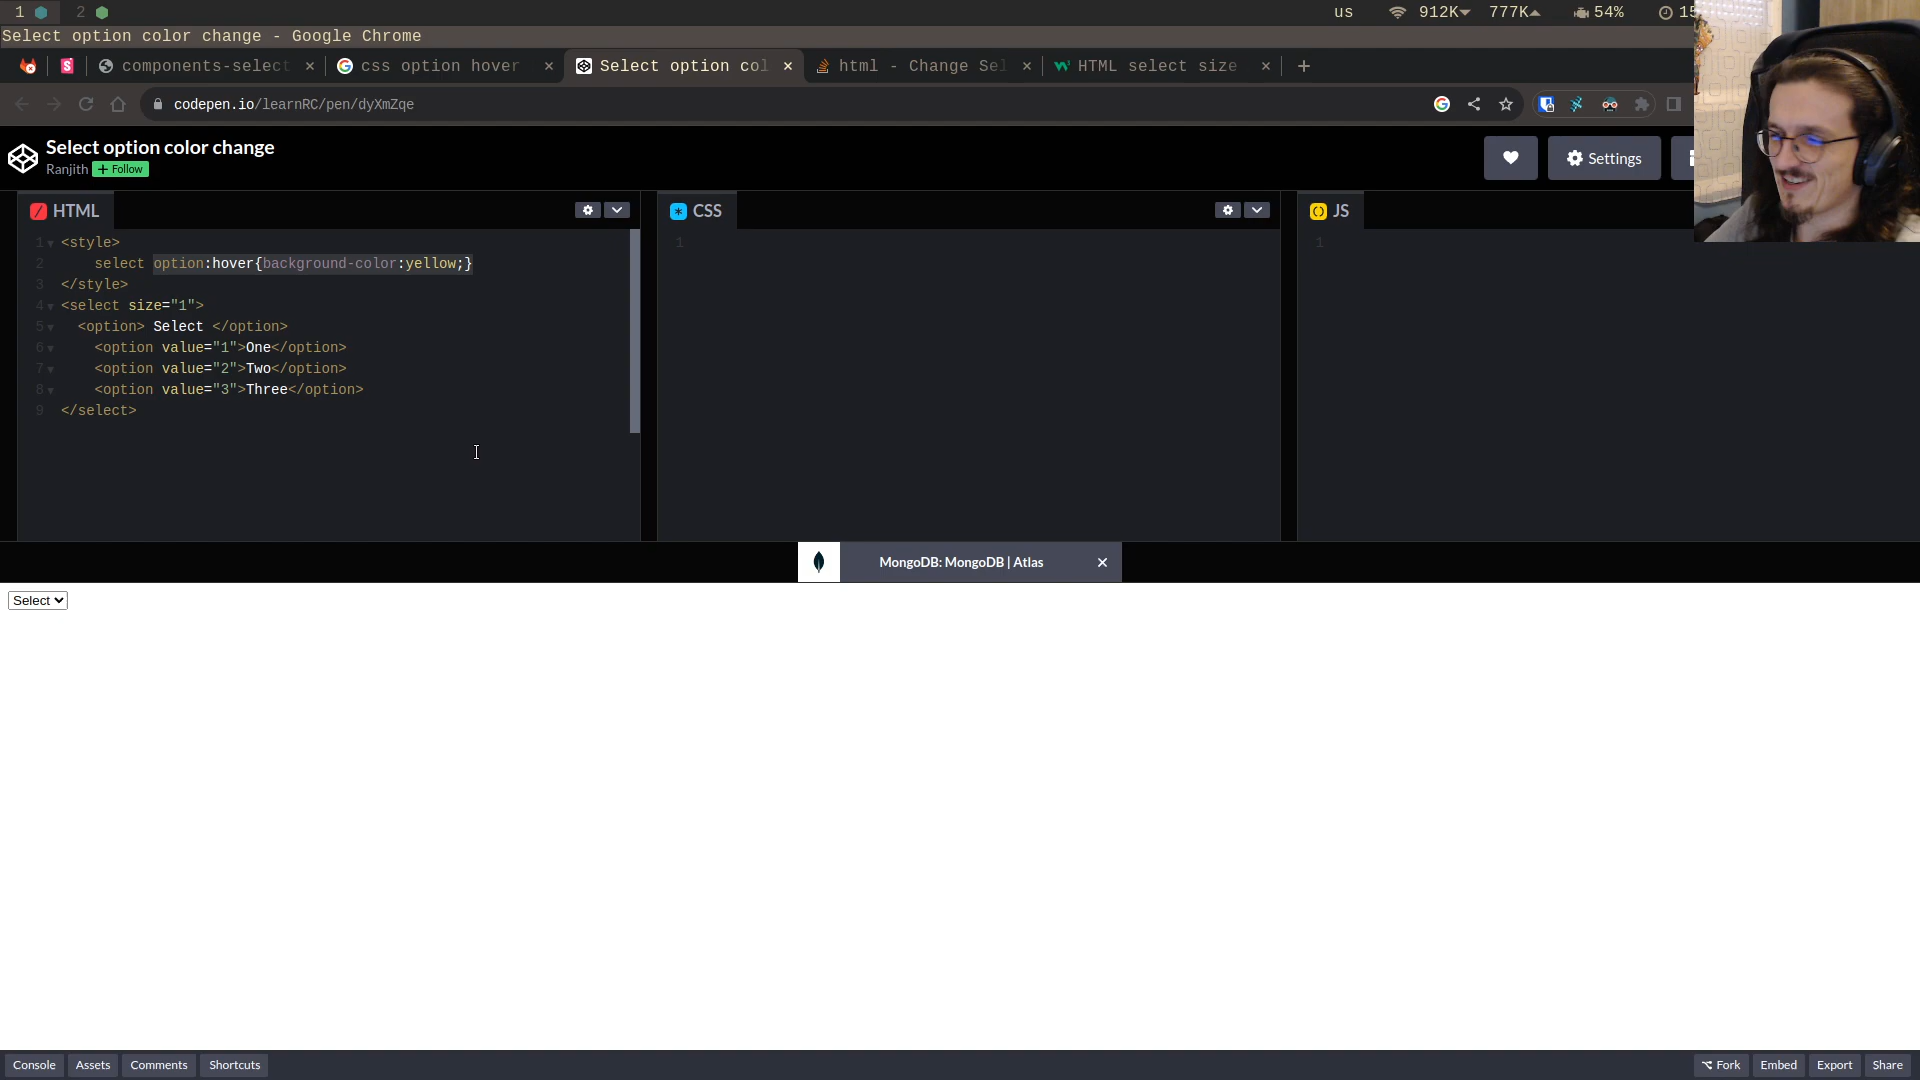 1 2 us 912K 777K 54% 15
Select option color change - Google Chrome
components-select css option hover Select option col html - Change Sel HTML select size
codepen.io/learnRC/pen/dyXmZqe
Select option color change
Ranjith + Follow
Settings
HTML
1 <style>
2 select option:hover{background-color:yellow;}
3 </style>
4 <select size="1">
5 <option> Select </option>
6 <option value="1">One</option>
7 <option value="2">Two</option>
8 <option value="3">Three</option>
9 </select>
CSS
1
JS
1
MongoDB: MongoDB | Atlas
Select
Console Assets Comments Shortcuts Fork Embed Export Share